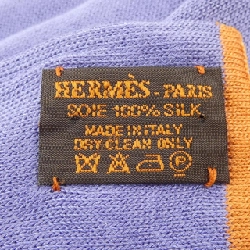 HERMÈS-PARIS
SOIE 100% SILK
MADE IN ITALY
DRY CLEAN ONLY
P